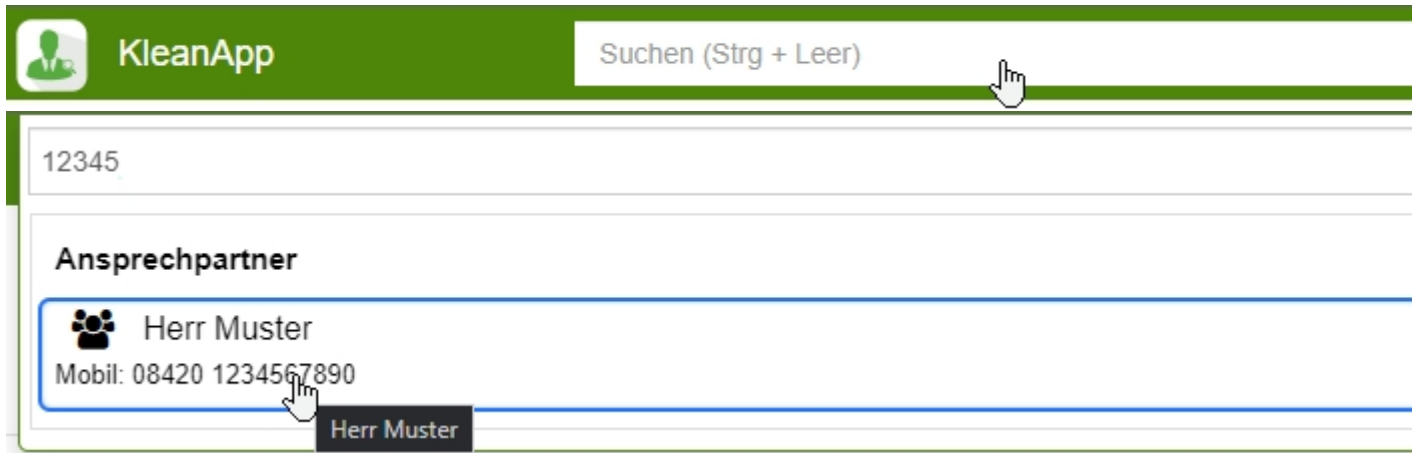 KleanApp
Suchen (Strg + Leer)
12345
Ansprechpartner
Herr Muster
Mobil: 08420 1234567890
Herr Muster